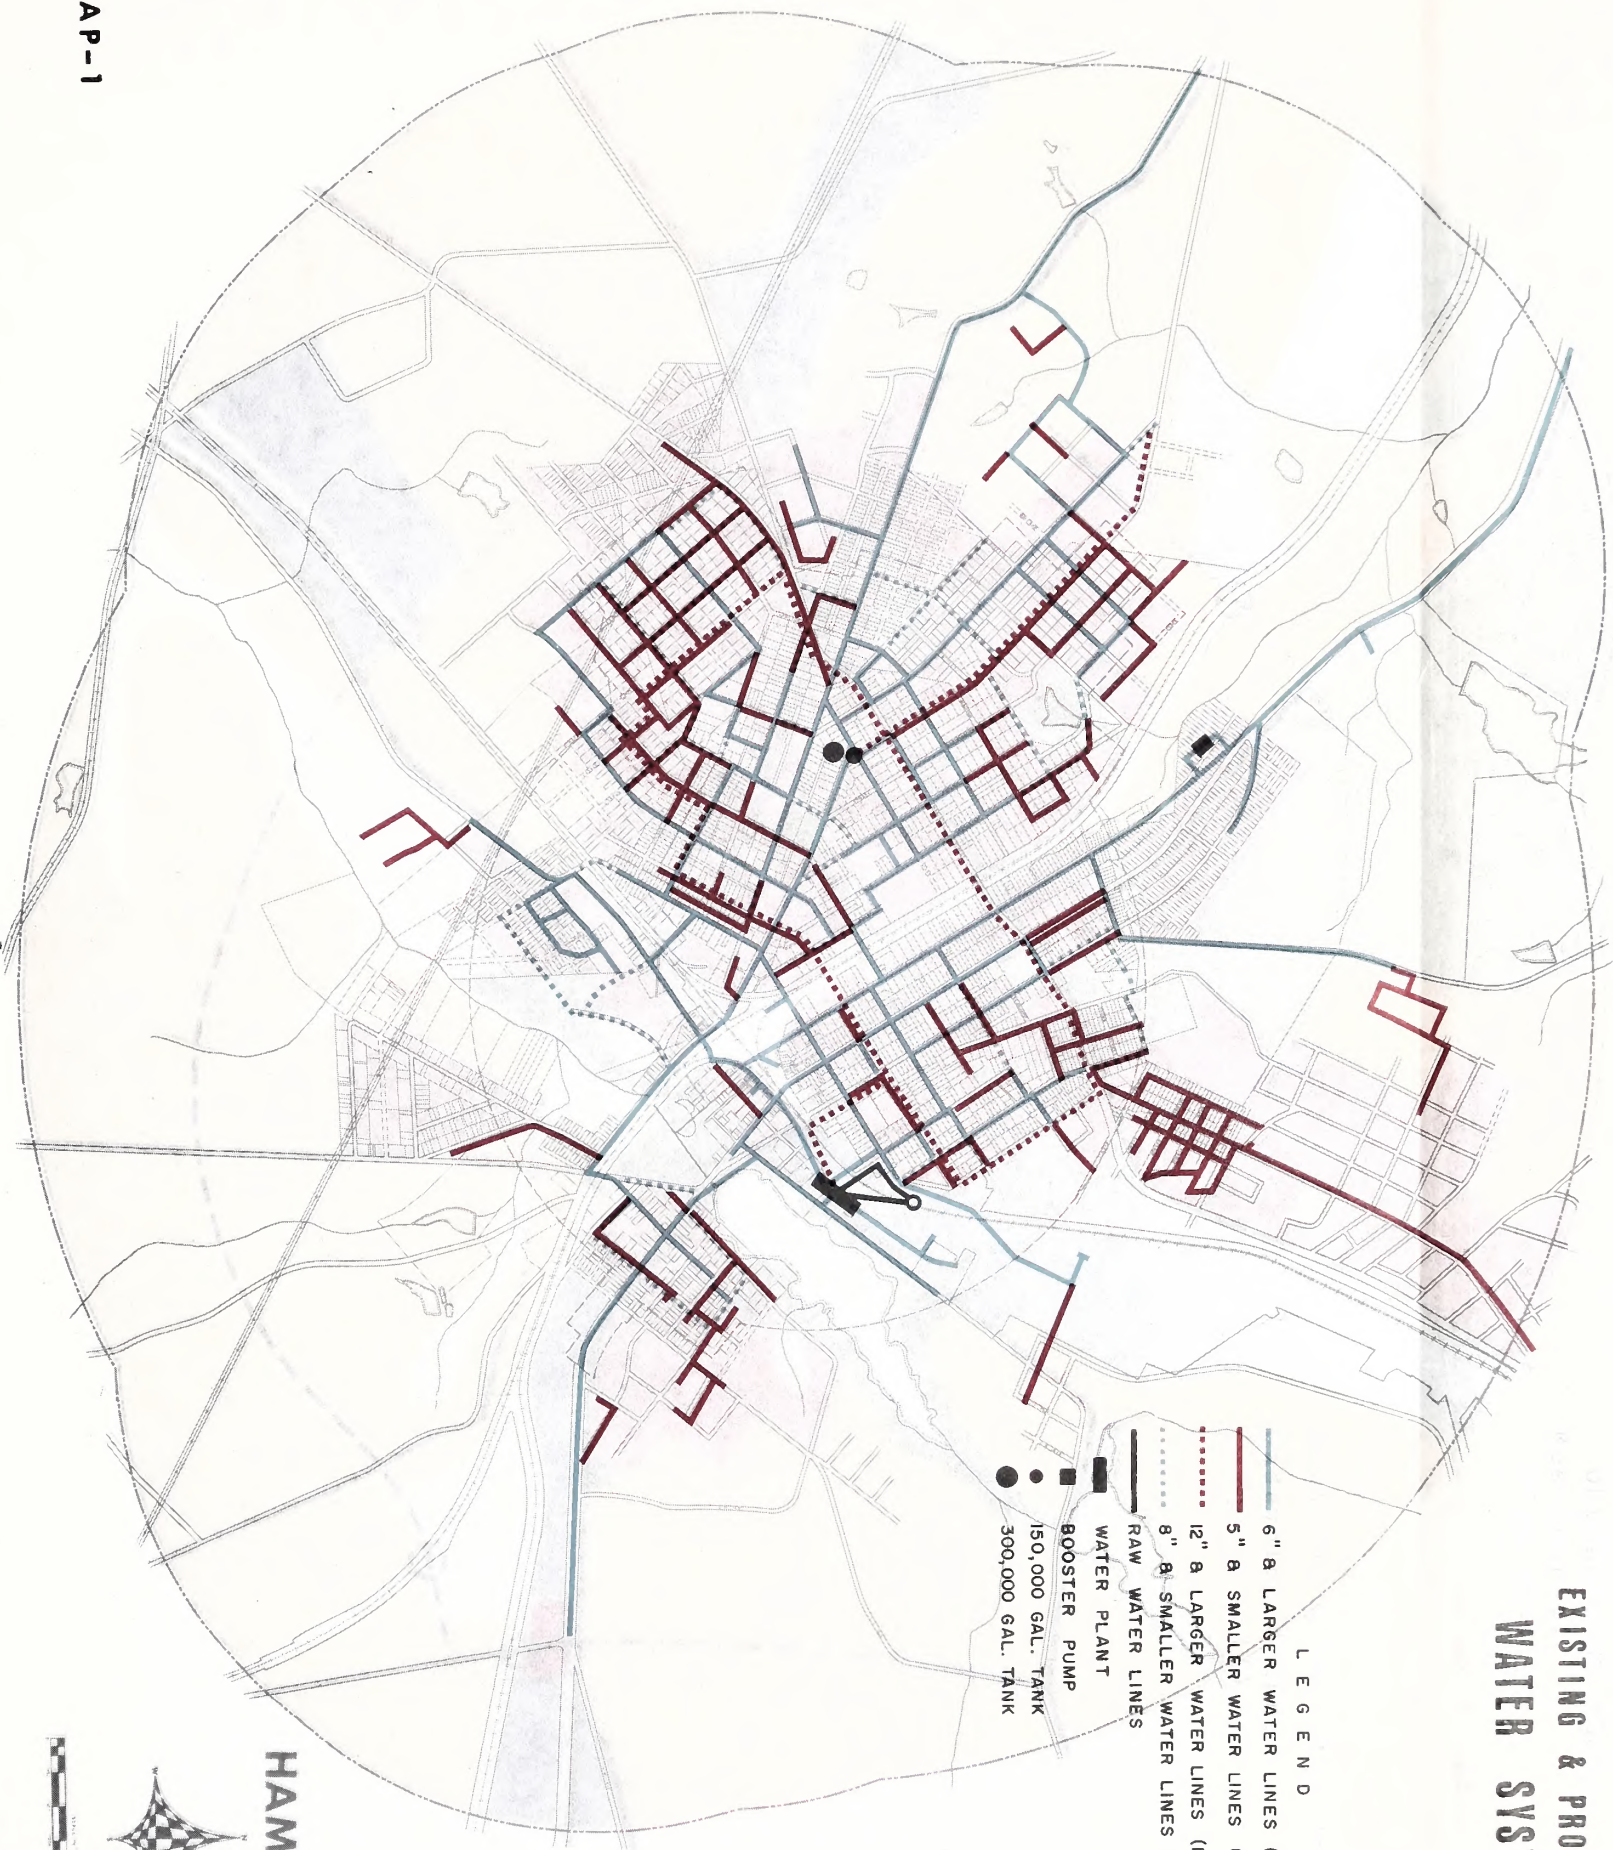 AP-1
EXISTING & PRO
WATER SYS
LEGEND
6" & LARGER WATER LINES (
5" & SMALLER WATER LINES (
12" & LARGER WATER LINES (
8" & SMALLER WATER LINES
RAW WATER LINES
WATER PLANT
BOOSTER PUMP
150,000 GAL. TANK
300,000 GAL. TANK
HAM